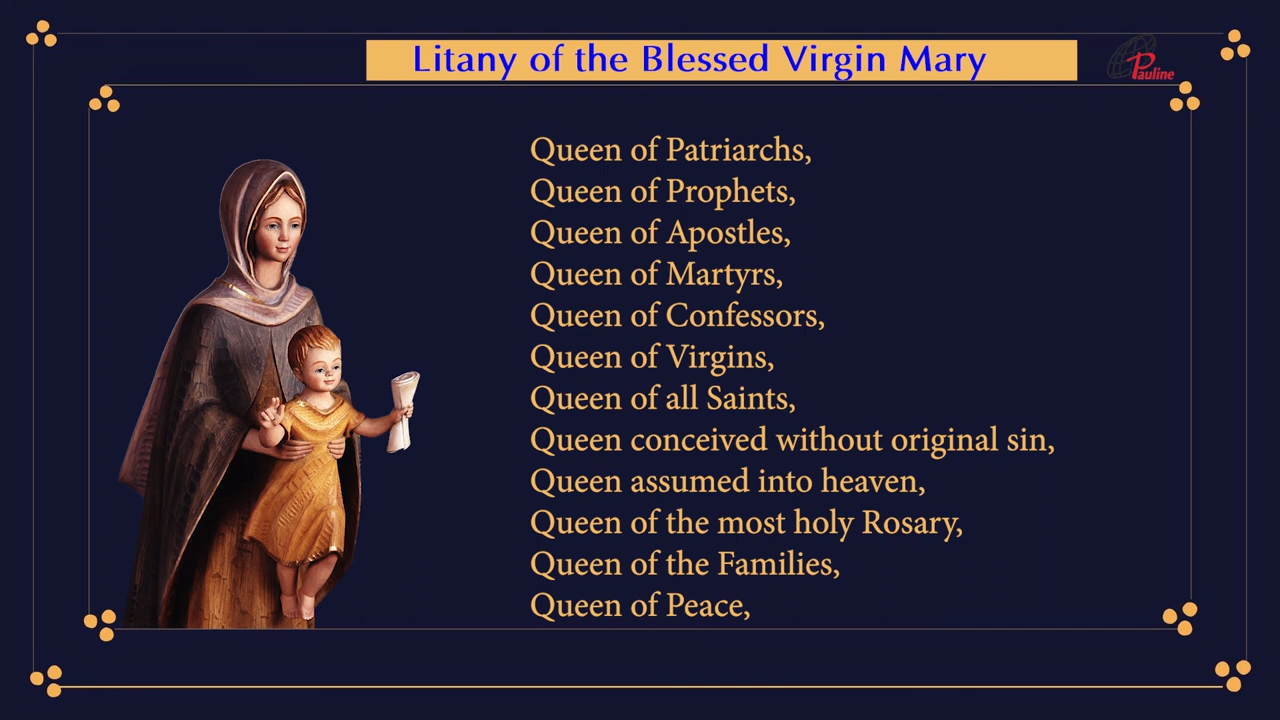 Litany of the Blessed Virgin Mary
Pauline
Queen of Patriarchs,
Queen of Prophets,
Queen of Apostles,
Queen of Martyrs,
Queen of Confessors,
Queen of Virgins,
Queen of all Saints,
Queen conceived without original sin,
Queen assumed into heaven,
Queen of the most holy Rosary,
Queen of the Families,
Queen of Peace,